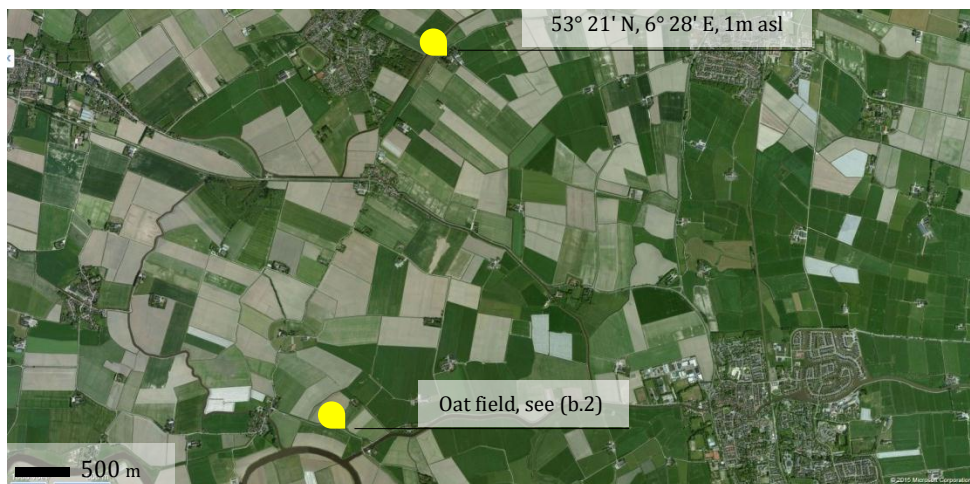 53° 21' N, 6° 28' E, 1m asl
Oat field, see (b.2)
500 m
© 2015 Microsoft Corporation